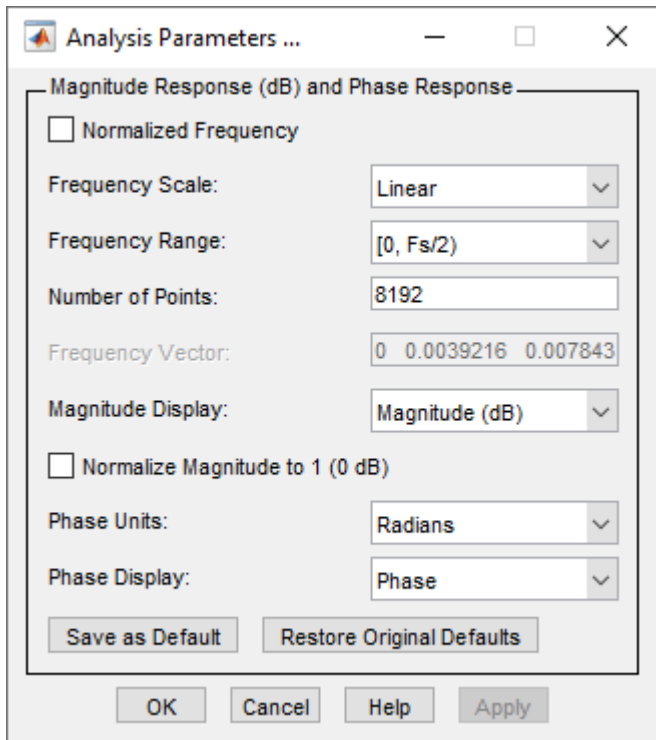 Analysis Parameters ...
Magnitude Response (dB) and Phase Response
Normalized Frequency
Frequency Scale: Linear
Frequency Range: [0, Fs/2)
Number of Points: 8192
Frequency Vector: 0 0.0039216 0.007843
Magnitude Display: Magnitude (dB)
Normalize Magnitude to 1 (0 dB)
Phase Units: Radians
Phase Display: Phase
Save as Default Restore Original Defaults
OK Cancel Help Apply